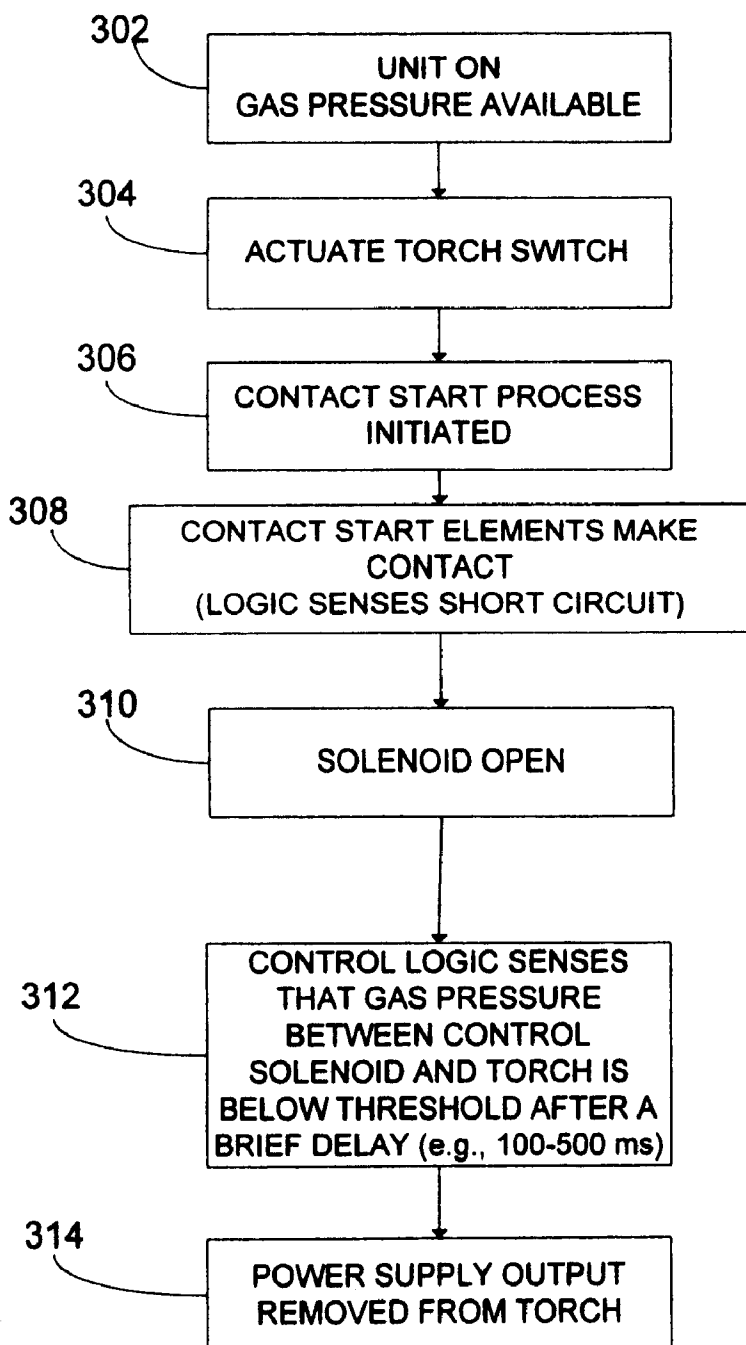 302
UNIT ON
GAS PRESSURE AVAILABLE
304
ACTUATE TORCH SWITCH
306
CONTACT START PROCESS
INITIATED
308
CONTACT START ELEMENTS MAKE
CONTACT
(LOGIC SENSES SHORT CIRCUIT)
310
SOLENOID OPEN
312
CONTROL LOGIC SENSES
THAT GAS PRESSURE
BETWEEN CONTROL
SOLENOID AND TORCH IS
BELOW THRESHOLD AFTER A
BRIEF DELAY (e.g., 100-500 ms)
314
POWER SUPPLY OUTPUT
REMOVED FROM TORCH